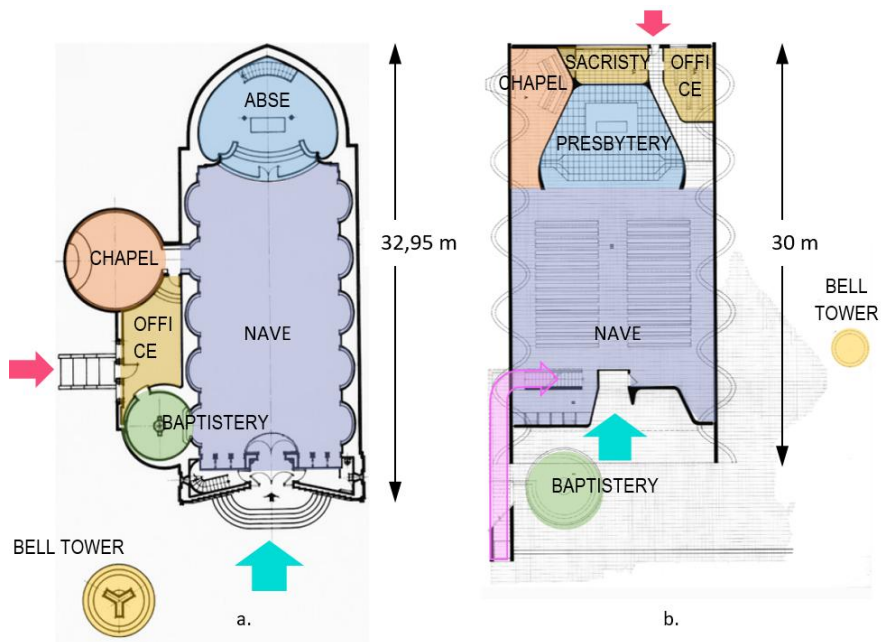 ABSE
CHAPEL
OFFI
CE
NAVE
BAPTISTERY
BELL TOWER
32,95 m
a.
SACRISTY
OFFI
CE
CHAPEL
PRESBYTERY
30 m
BELL
TOWER
NAVE
BAPTISTERY
b.